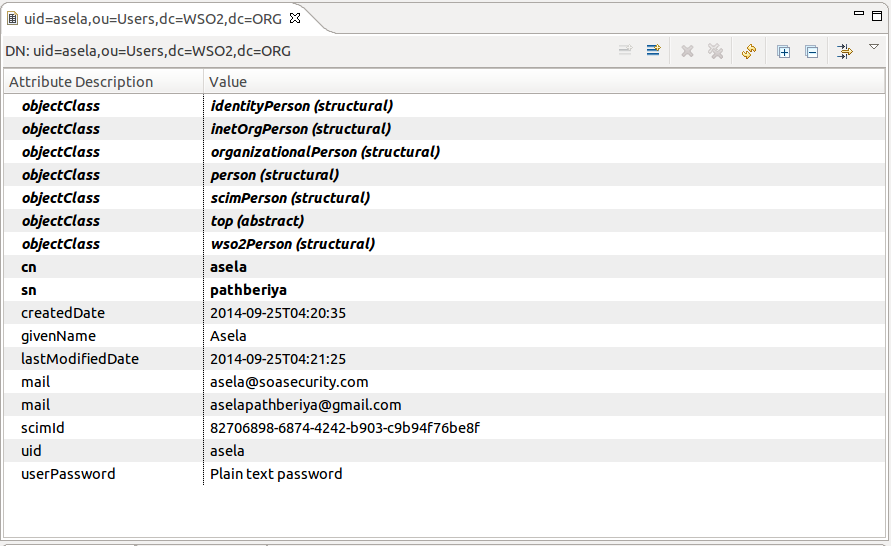 uid=asela,ou=Users,dc=WSO2,dc=ORG
DN: uid=asela,ou=Users,dc=WSO2,dc=ORG
Attribute Description Value
objectClass identityPerson (structural)
objectClass inetOrgPerson (structural)
objectClass organizationalPerson (structural)
objectClass person (structural)
objectClass scimPerson (structural)
objectClass top (abstract)
objectClass wso2Person (structural)
cn asela
sn pathberiya
createdDate 2014-09-25T04:20:35
givenName Asela
lastModifiedDate 2014-09-25T04:21:25
mail asela@soasecurity.com
mail aselapathberiya@gmail.com
scimId 82706898-6874-4242-b903-c9b94f76be8f
uid asela
userPassword Plain text password